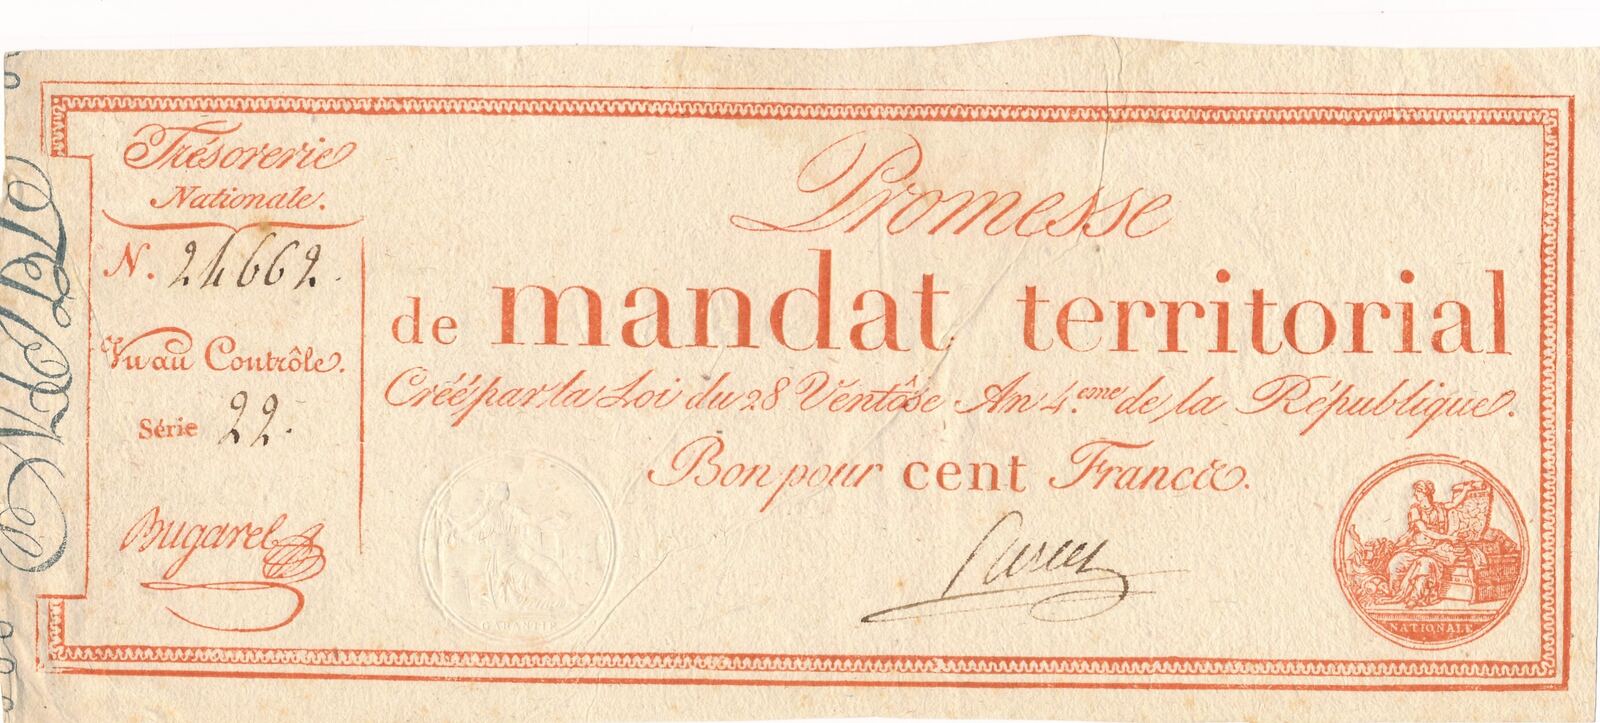 Trésorerie
Nationale.
N. 24662.
Vu au Contrôle.
Série 22.
Bugarel
Promesse
de mandat territorial
Créé par la Loi du 28 Ventôse An 4.eme de la République.
Bon pour cent Francs.
GARANTIE
NATIONALE